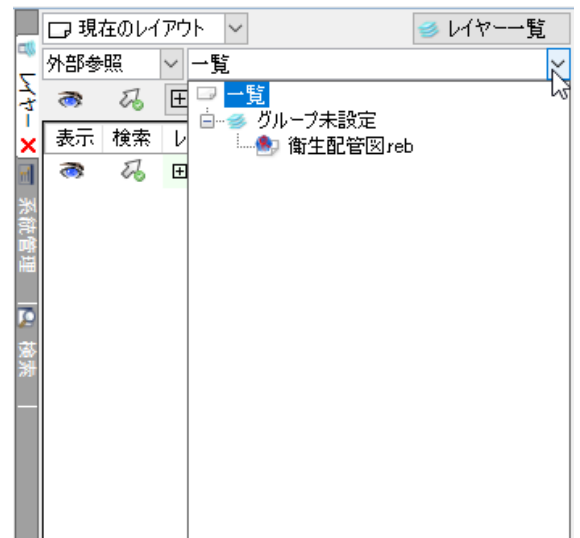 現在のレイアウト
レイヤー一覧
外部参照
一覧
一覧
グループ未設定
衛生配管図.reb
表示 検索 レ
レイヤー
系統管理
検索